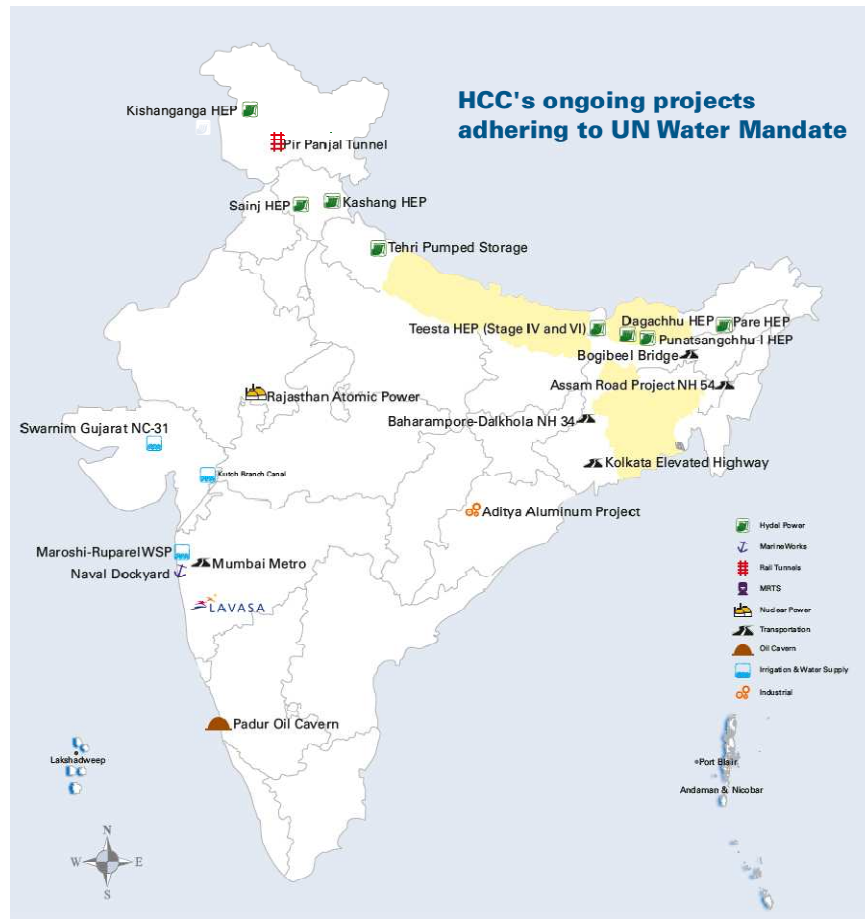 HCC's ongoing projects
adhering to UN Water Mandate
Kishanganga HEP
Pir Panjal Tunnel
Sainj HEP
Kashang HEP
Tehri Pumped Storage
Teesta HEP (Stage IV and VI)
Dagachhu HEP
Pare HEP
Punatsangchhu I HEP
Bogibeel Bridge
Assam Road Project NH 54
Rajasthan Atomic Power
Baharampore-Dalkhola NH 34
Swarnim Gujarat NC-31
Kolkata Elevated Highway
Kutch Branch Canal
Aditya Aluminum Project
Maroshi-Ruparel WSP
Mumbai Metro
Naval Dockyard
LAVASA
Padur Oil Cavern
Hydel Power
Marine Works
Rail Tunnels
MRTS
Nuclear Power
Transportation
Oil Cavern
Irrigation & Water Supply
Industrial
Lakshadweep
Port Blair
Andaman & Nicobar
N
W E
S